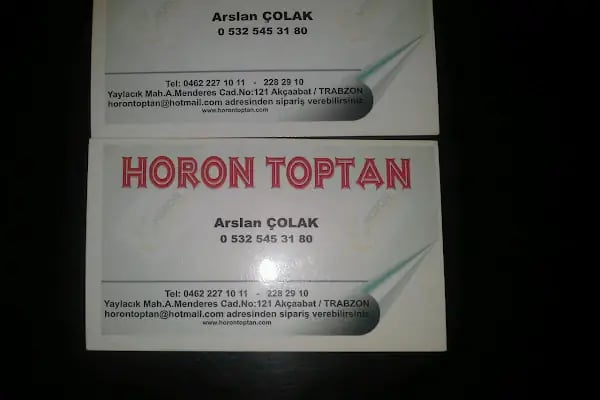 Arslan ÇOLAK
0 532 545 31 80
Tel: 0462 227 10 11 - 228 29 10
Yaylacık Mah.A.Menderes Cad.No:121 Akçaabat / TRABZON
horontoptan@hotmail.com adresinden sipariş verebilirsiniz
www.horontoptan.com
HORON TOPTAN
Arslan ÇOLAK
0 532 545 31 80
Tel: 0462 227 10 11 - 228 29 10
Yaylacık Mah.A.Menderes Cad.No:121 Akçaabat / TRABZON
horontoptan@hotmail.com adresinden sipariş verebilirsiniz
www.horontoptan.com